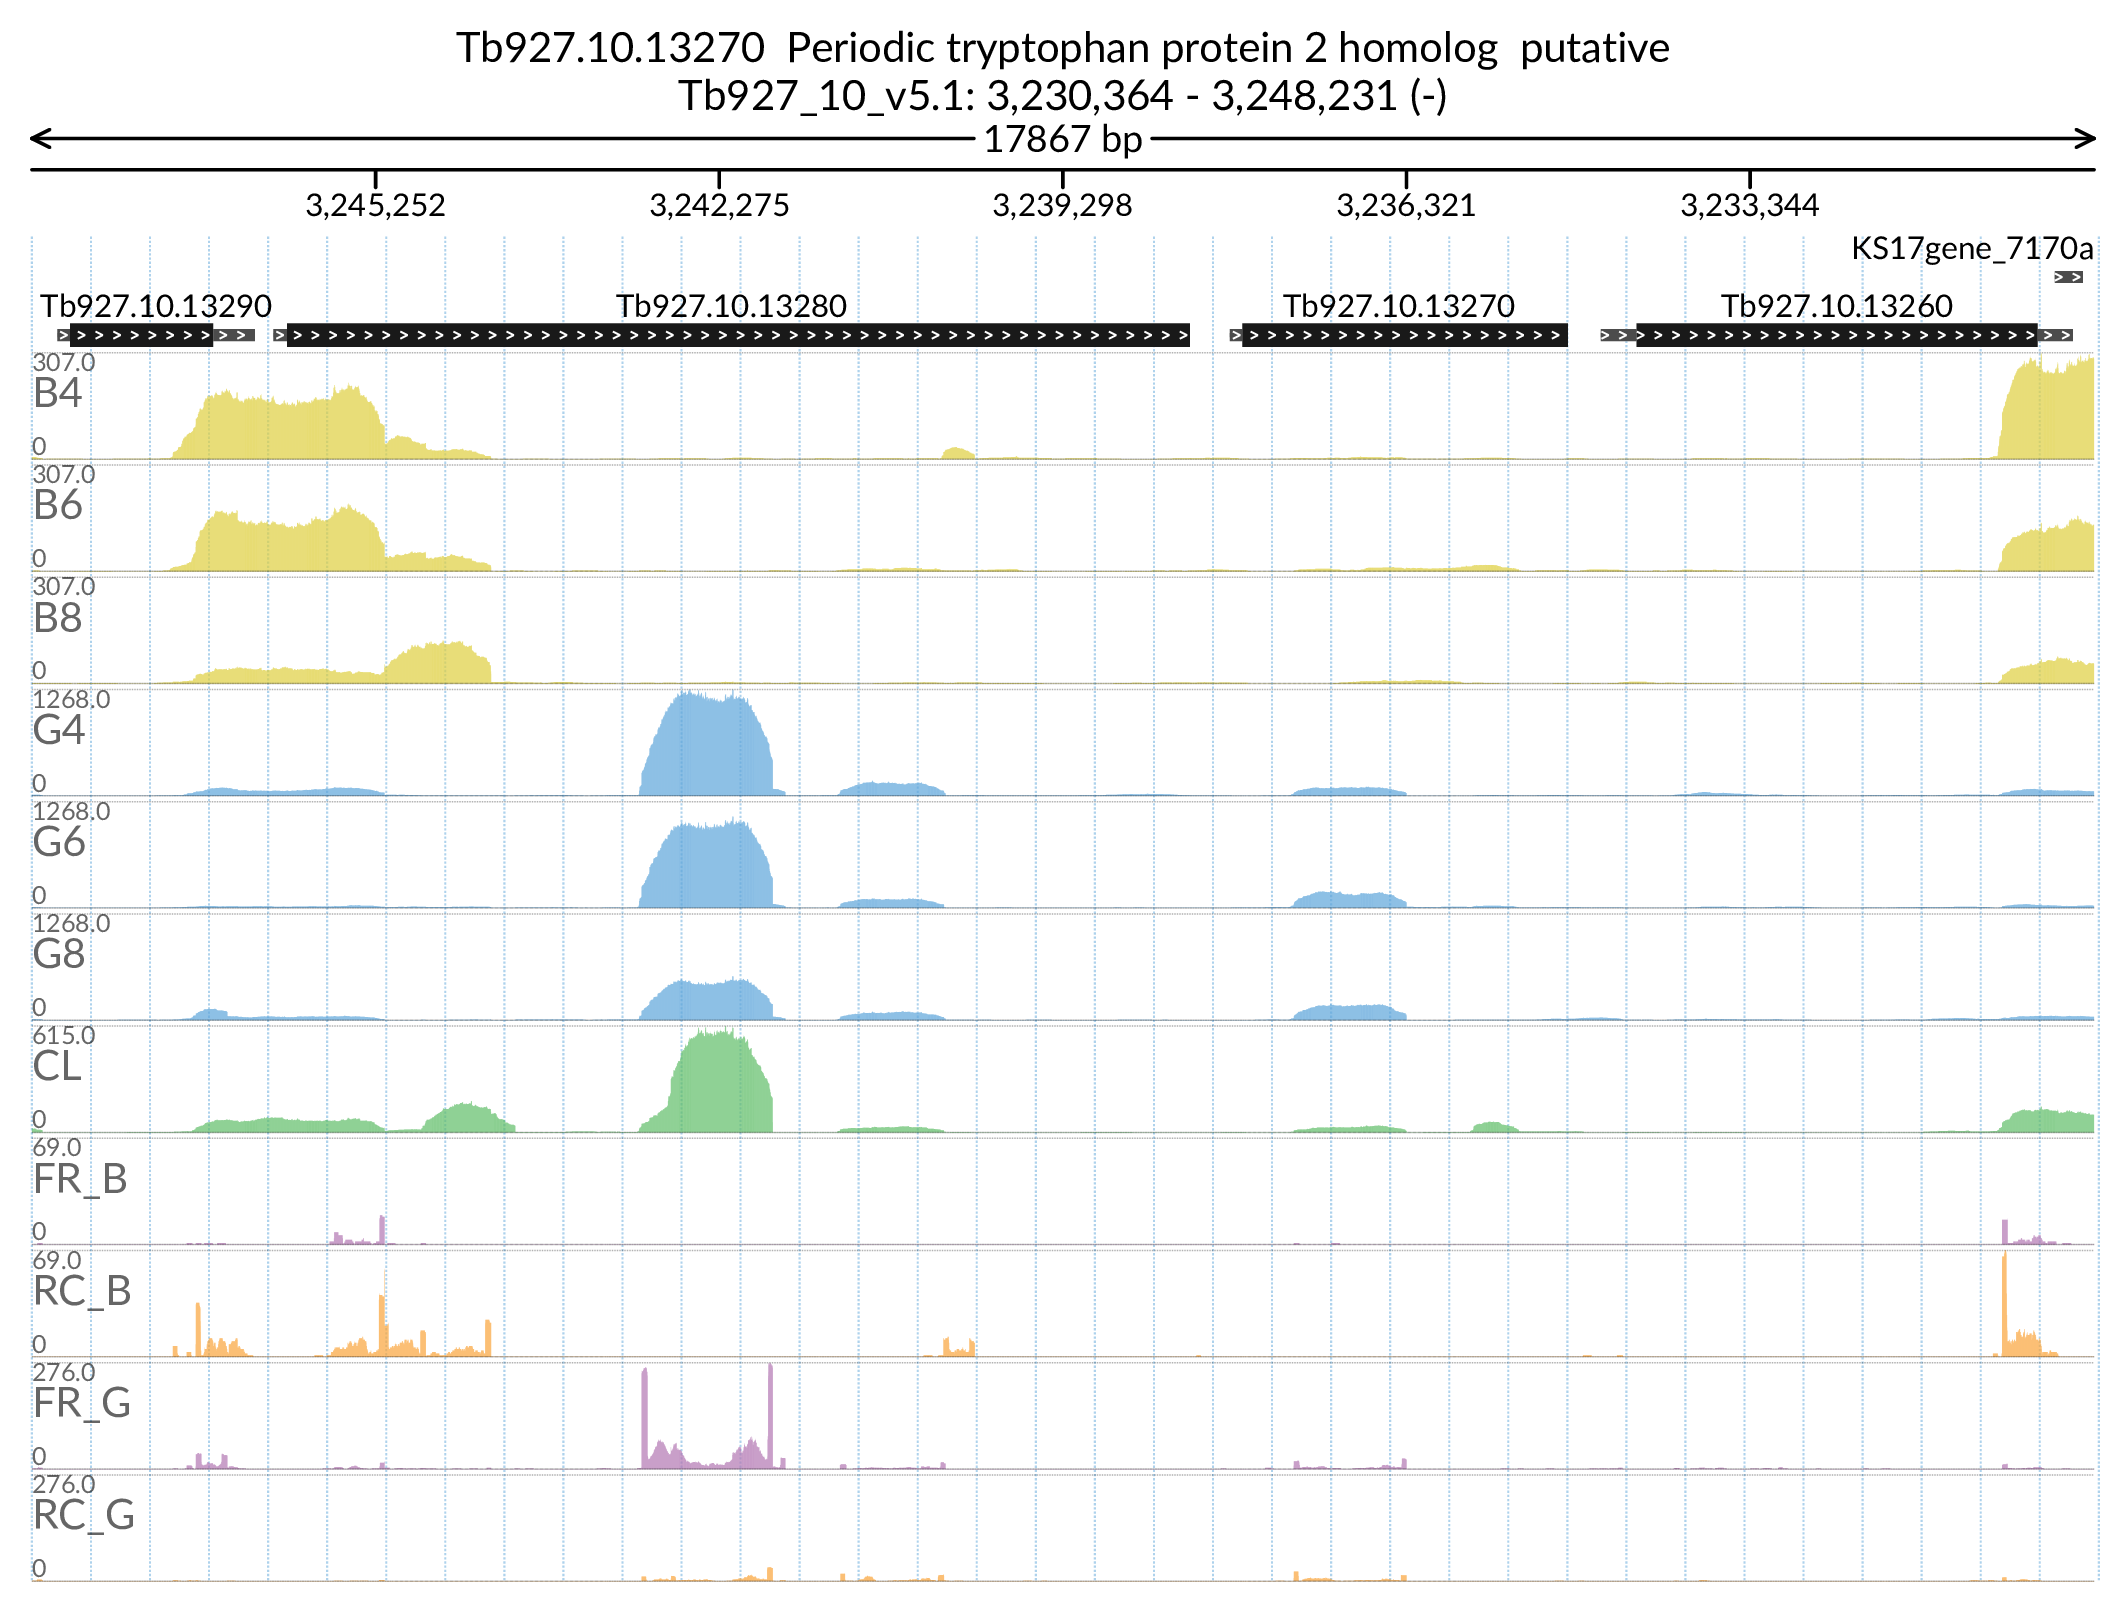 Tb927.10.13270  Periodic tryptophan protein 2 homolog  putative
Tb927_10_v5.1: 3,230,364 - 3,248,231 (-)
17867 bp
3,245,252 3,242,275 3,239,298 3,236,321 3,233,344
KS17gene_7170a
Tb927.10.13290 Tb927.10.13280 Tb927.10.13270 Tb927.10.13260
307.0
B4
0
307.0
B6
0
307.0
B8
0
1268.0
G4
0
1268.0
G6
0
1268.0
G8
0
615.0
CL
0
69.0
FR_B
0
69.0
RC_B
0
276.0
FR_G
0
276.0
RC_G
0